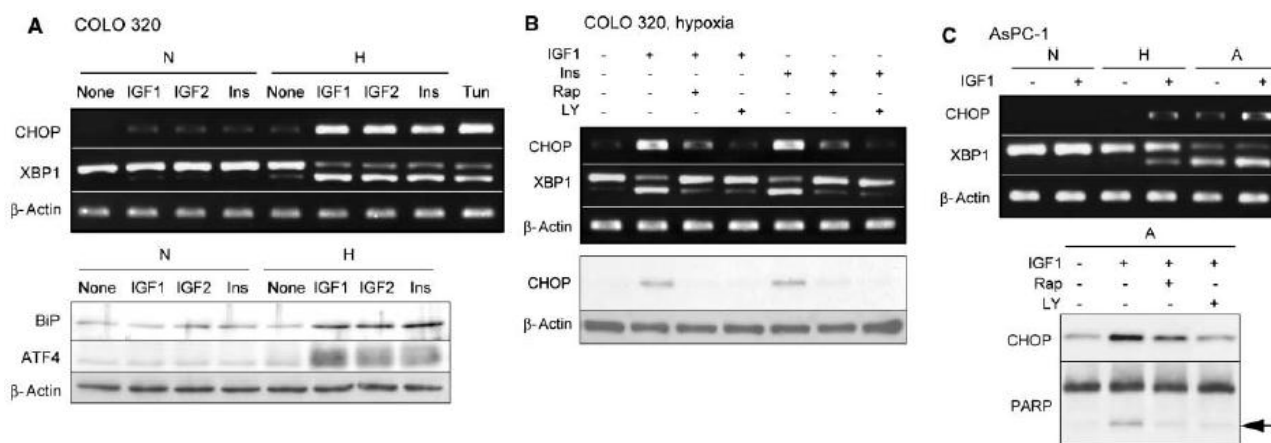 A COLO 320
N H
None IGF1 IGF2 Ins None IGF1 IGF2 Ins Tun
CHOP
XBP1
β-Actin
N H
None IGF1 IGF2 Ins None IGF1 IGF2 Ins
BiP
ATF4
β-Actin
B COLO 320, hypoxia
IGF1 - + + + - - -
Ins - - - - + + +
Rap - - + - - + -
LY - - - + - - +
CHOP
XBP1
β-Actin
CHOP
β-Actin
C AsPC-1
N H A
IGF1 - + - + - +
CHOP
XBP1
β-Actin
A
IGF1 - + + +
Rap - - + -
LY - - - +
CHOP
PARP